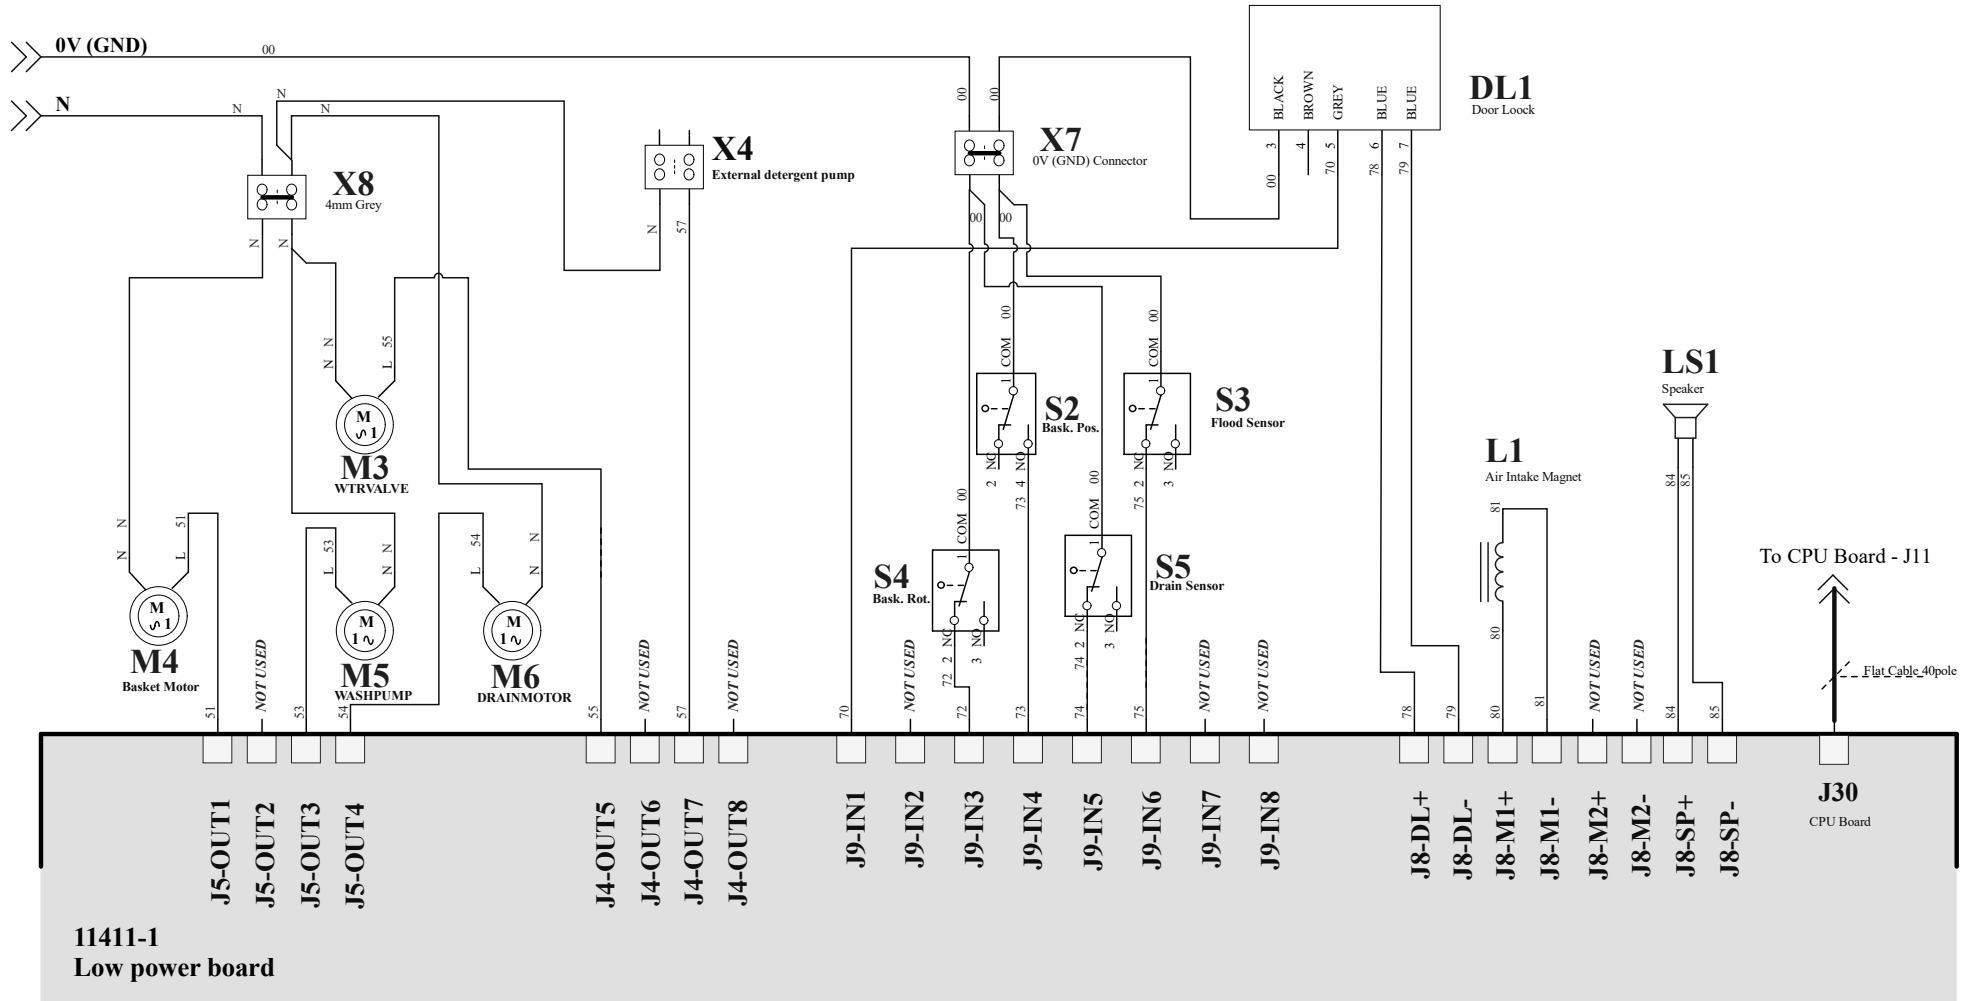 0V (GND)
00
N
N
N
N
X8
4mm Grey
N
N
X4
External detergent pump
N
57
00
00
X7
0V (GND) Connector
00
00
BLACK
BROWN
GREY
BLUE
BLUE
DL1
Door Loock
3
4
5
6
7
00
70
78
79
N
N
L
55
M
1
M3
WTRVALVE
N
N
L
51
M
1
M4
Basket Motor
L
53
N
N
M
1
M5
WASHPUMP
L
54
N
N
M
1
M6
DRAINMOTOR
1 COM 00
S2
Bask. Pos.
2 NC
4 NO
73
1 COM 00
S3
Flood Sensor
2 NC
75
3 NO
1 COM 00
S4
Bask. Rot.
2 NC
72
3 NO
1 COM 00
S5
Drain Sensor
2 NC
74
3 NO
L1
Air Intake Magnet
81
80
LS1
Speaker
84
85
To CPU Board - J11
Flat Cable 40pole
51
NOT USED
53
54
55
NOT USED
57
NOT USED
70
NOT USED
72
73
74
75
NOT USED
NOT USED
78
79
80
81
NOT USED
NOT USED
84
85
J5-OUT1
J5-OUT2
J5-OUT3
J5-OUT4
J4-OUT5
J4-OUT6
J4-OUT7
J4-OUT8
J9-IN1
J9-IN2
J9-IN3
J9-IN4
J9-IN5
J9-IN6
J9-IN7
J9-IN8
J8-DL+
J8-DL-
J8-M1+
J8-M1-
J8-M2+
J8-M2-
J8-SP+
J8-SP-
J30
CPU Board
11411-1
Low power board